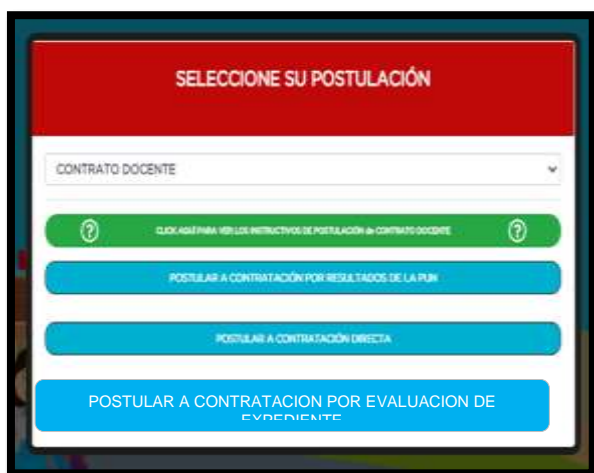 SELECCIONE SU POSTULACIÓN
CONTRATO DOCENTE
CLICK AQUÍ PARA VER LOS INSTRUCTIVOS DE POSTULACIÓN de CONTRATO DOCENTE
POSTULAR A CONTRATACIÓN POR RESULTADOS DE LA PUN
POSTULAR A CONTRATACIÓN DIRECTA
POSTULAR A CONTRATACION POR EVALUACION DE
EXPEDIENTE